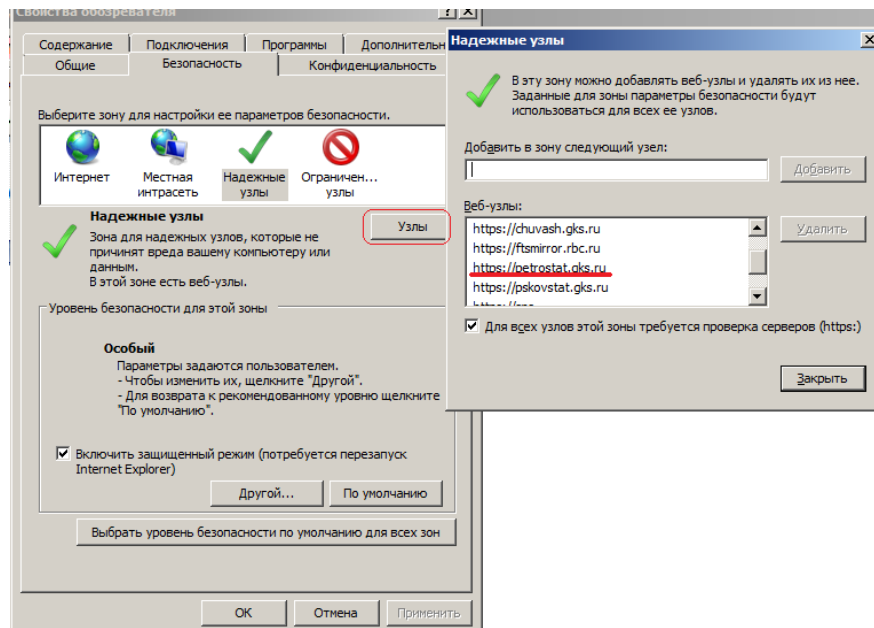 Свойства обозревателя
Содержание
Подключения
Программы
Дополнительн
Общие
Безопасность
Конфиденциальность
Выберите зону для настройки ее параметров безопасности.
Интернет
Местная
интрасеть
Надежные
узлы
Ограничен...
узлы
Надежные узлы
Зона для надежных узлов, которые не
причинят вреда вашему компьютеру или
данным.
В этой зоне есть веб-узлы.
Узлы
Уровень безопасности для этой зоны
Особый
Параметры задаются пользователем.
- Чтобы изменить их, щелкните "Другой".
- Для возврата к рекомендованному уровню щелкните
"По умолчанию".
Включить защищенный режим (потребуется перезапуск
Internet Explorer)
Другой...
По умолчанию
Выбрать уровень безопасности по умолчанию для всех зон
OK
Отмена
Применить
Надежные узлы
В эту зону можно добавлять веб-узлы и удалять их из нее.
Заданные для зоны параметры безопасности будут
использоваться для всех ее узлов.
Добавить в зону следующий узел:
Добавить
Веб-узлы:
https://chuvash.gks.ru
https://ftsmirror.rbc.ru
https://petrostat.gks.ru
https://pskovstat.gks.ru
Удалить
Для всех узлов этой зоны требуется проверка серверов (https:)
Закрыть